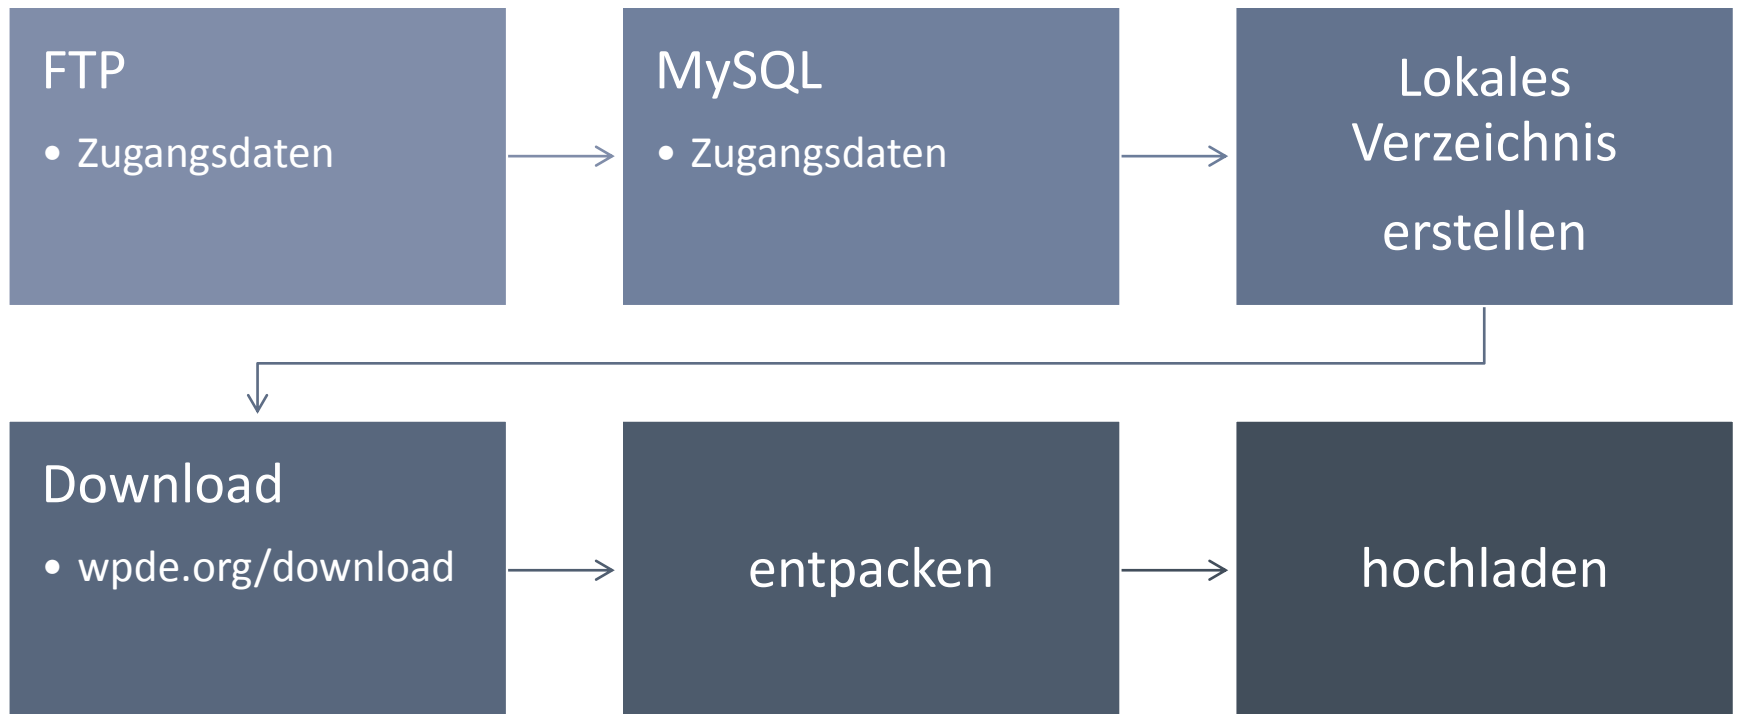 FTP
• Zugangsdaten
MySQL
• Zugangsdaten
Lokales
Verzeichnis
erstellen
Download
• wpde.org/download
entpacken
hochladen